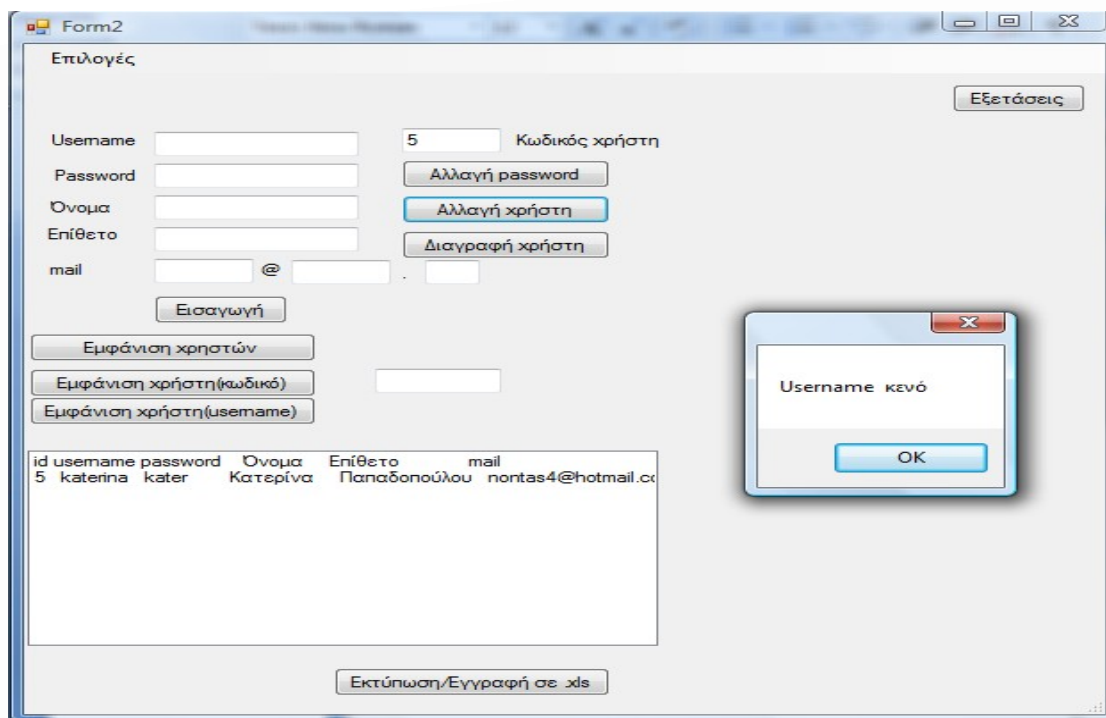 Form2
Επιλογές
Εξετάσεις
Username
5 Κωδικός χρήστη
Password
Αλλαγή password
Όνομα
Αλλαγή χρήστη
Επίθετο
Διαγραφή χρήστη
mail @ .
Εισαγωγή
Εμφάνιση χρηστών
Εμφάνιση χρήστη(κωδικό)
Εμφάνιση χρήστη(username)
Username κενό
OK
id username password Όνομα Επίθετο mail
5 katerina kater Κατερίνα Παπαδοπούλου nontas4@hotmail.cc
Εκτύπωση/Εγγραφή σε .xls